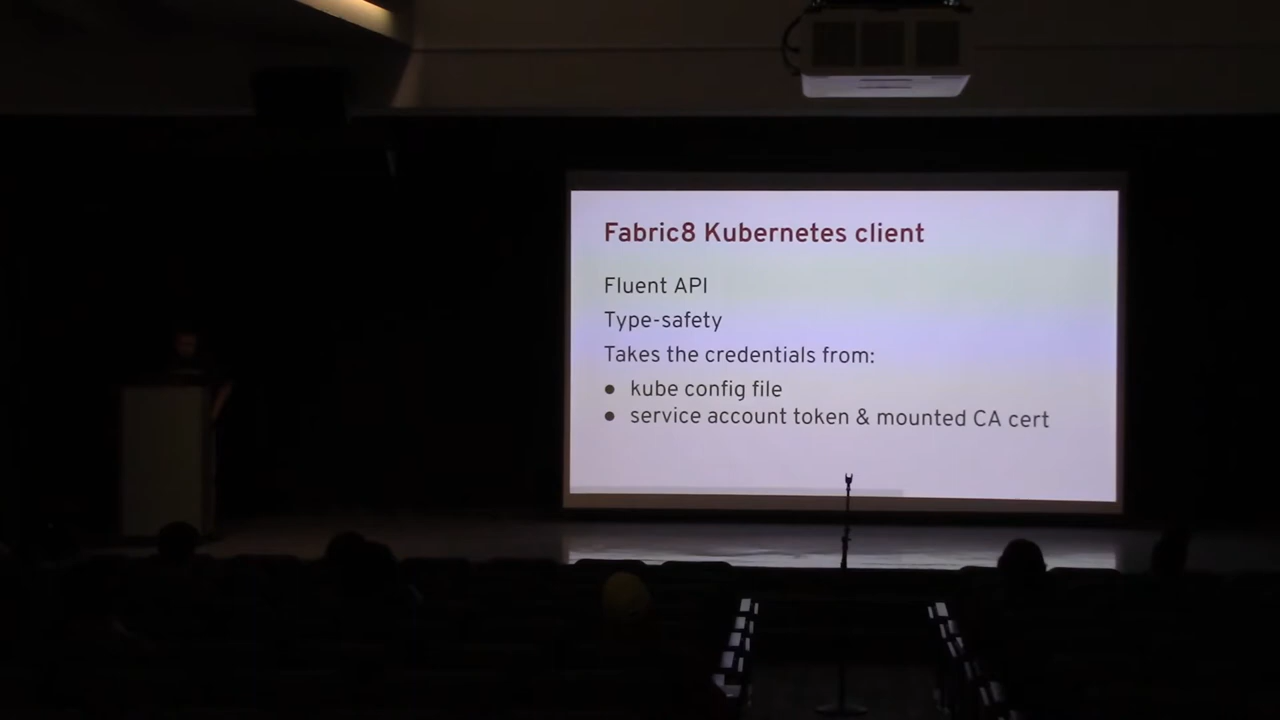 Fabric8 Kubernetes client
Fluent API
Type-safety
Takes the credentials from:
● kube config file
● service account token & mounted CA cert